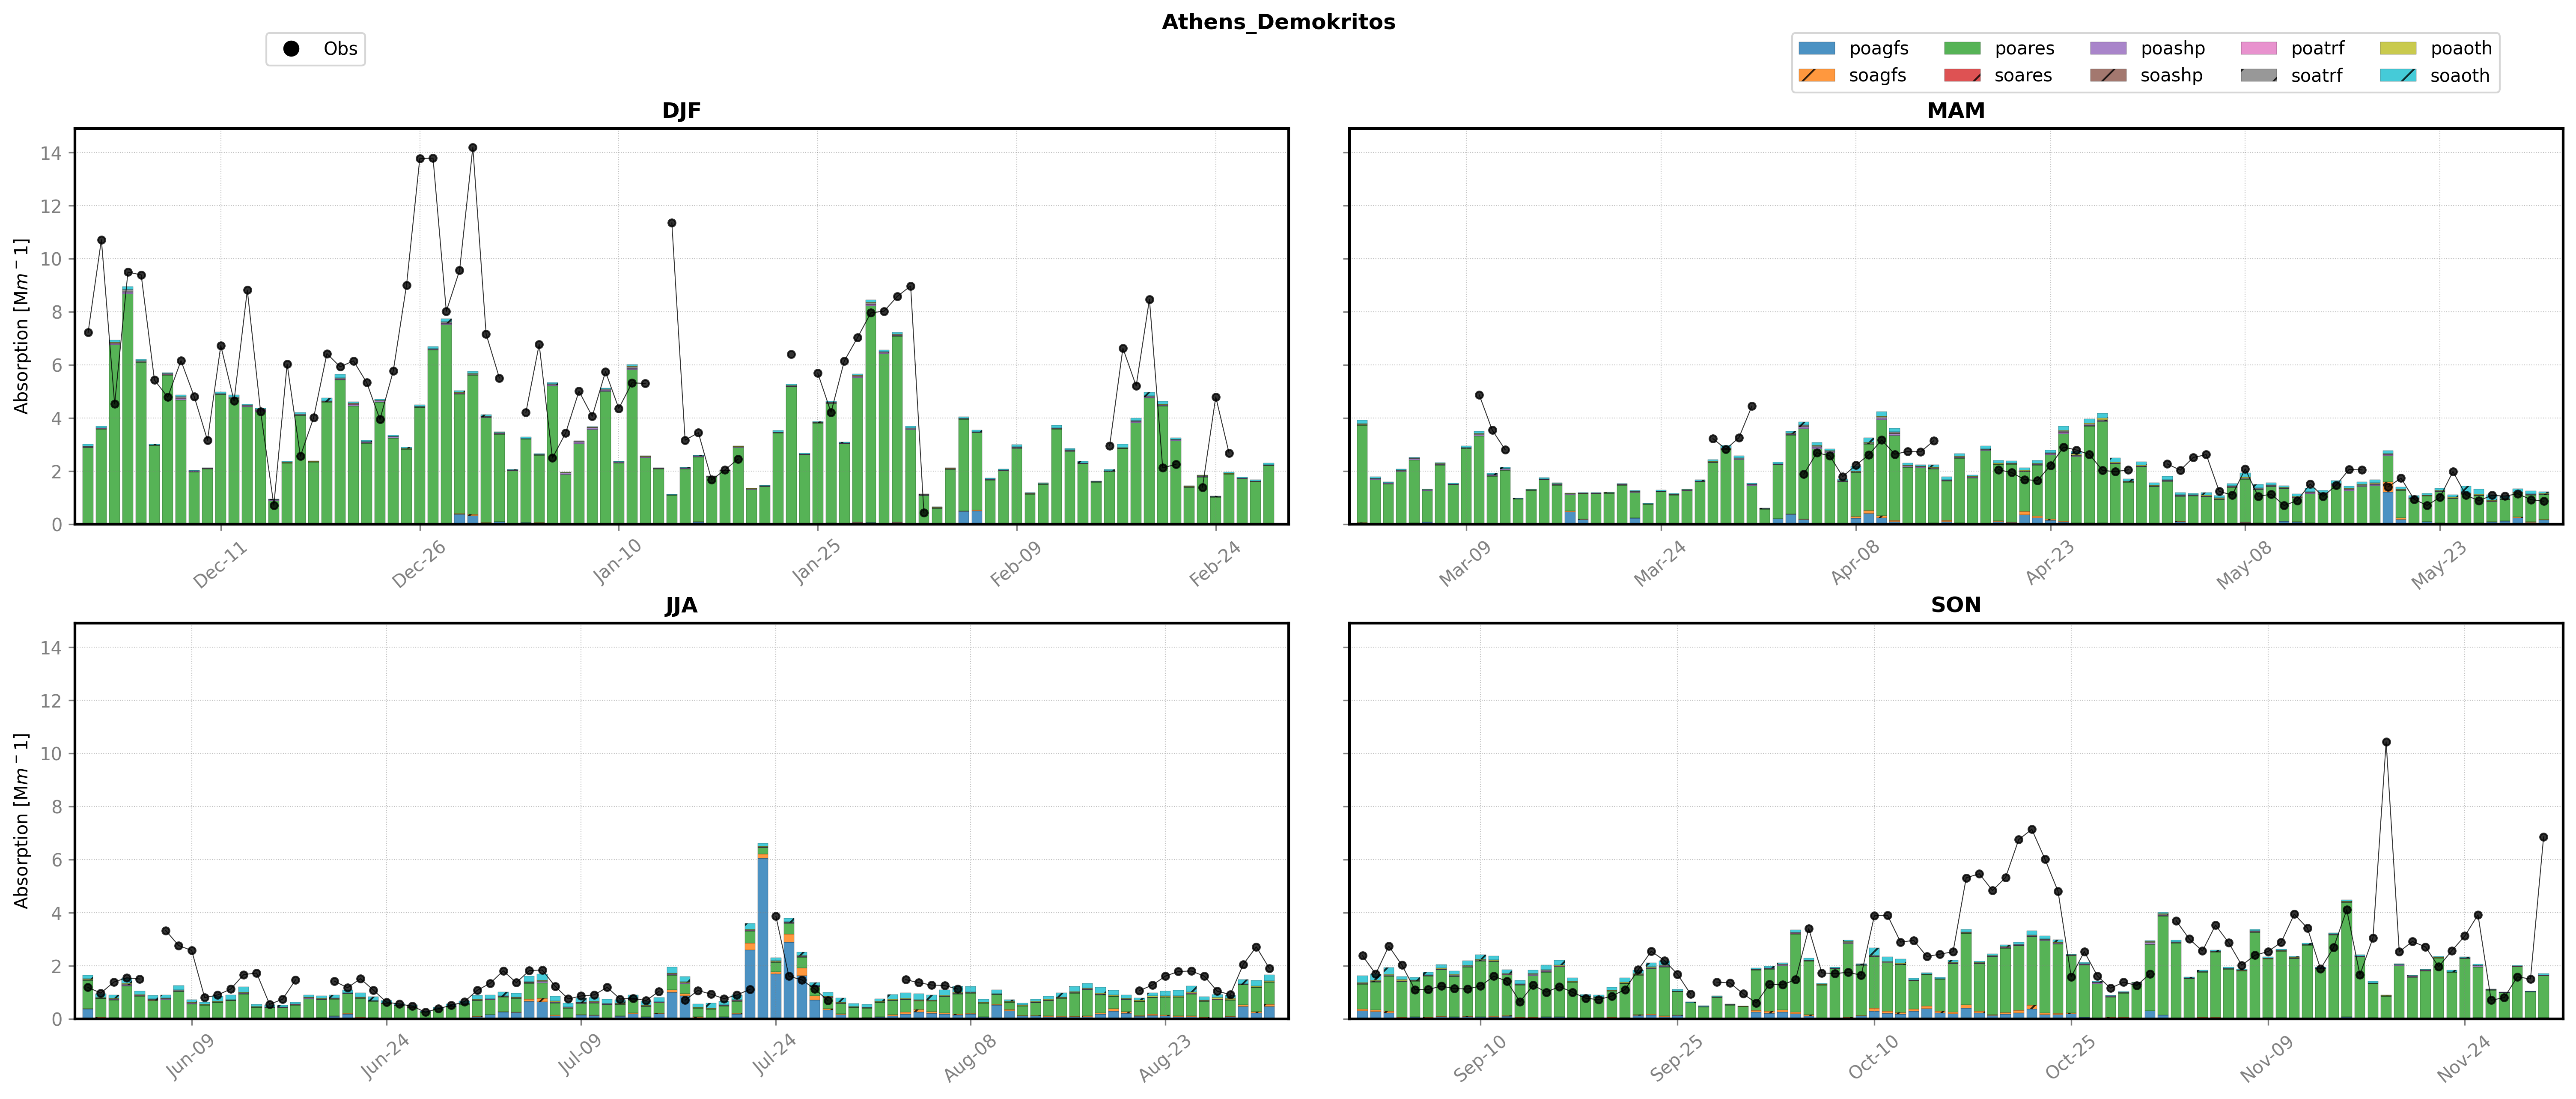 Athens_Demokritos
Obs
poagfs poares poashp poatrf poaoth
soagfs soares soashp soatrf soaoth
DJF
MAM
Absorption [Mm⁻1]
14
12
10
8
6
4
2
0
Dec-11 Dec-26 Jan-10 Jan-25 Feb-09 Feb-24
Mar-09 Mar-24 Apr-08 Apr-23 May-08 May-23
JJA
SON
Absorption [Mm⁻1]
14
12
10
8
6
4
2
0
Jun-09 Jun-24 Jul-09 Jul-24 Aug-08 Aug-23
Sep-10 Sep-25 Oct-10 Oct-25 Nov-09 Nov-24